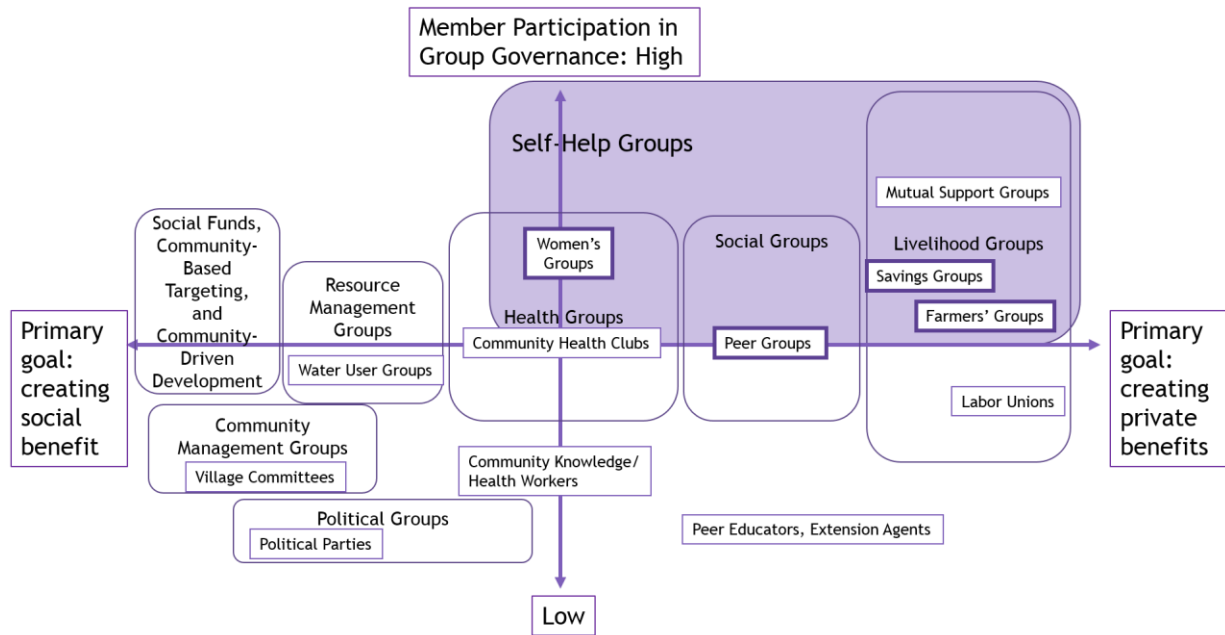 Member Participation in
Group Governance: High
Self-Help Groups
Mutual Support Groups
Social Funds,
Community-
Based
Targeting,
and
Community-
Driven
Development
Women's
Groups
Social Groups
Livelihood Groups
Savings Groups
Resource
Management
Groups
Health Groups
Farmers' Groups
Primary
goal:
creating
social
benefit
Community Health Clubs
Peer Groups
Primary
goal:
creating
private
benefits
Water User Groups
Labor Unions
Community
Management Groups
Village Committees
Community Knowledge/
Health Workers
Political Groups
Political Parties
Peer Educators, Extension Agents
Low